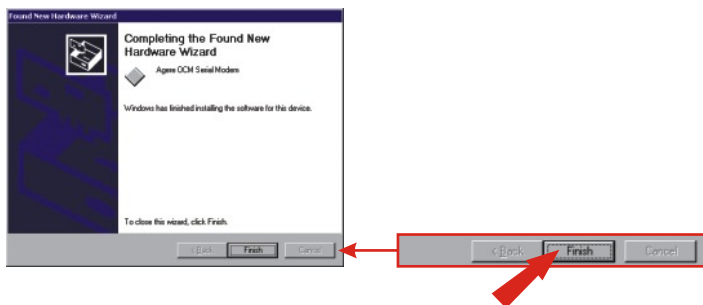 Found New Hardware Wizard
Completing the Found New
Hardware Wizard
Agere OCM Serial Modem
Windows has finished installing the software for this device.
To close this wizard, click Finish.
< Back Finish Cancel
< Back Finish Cancel